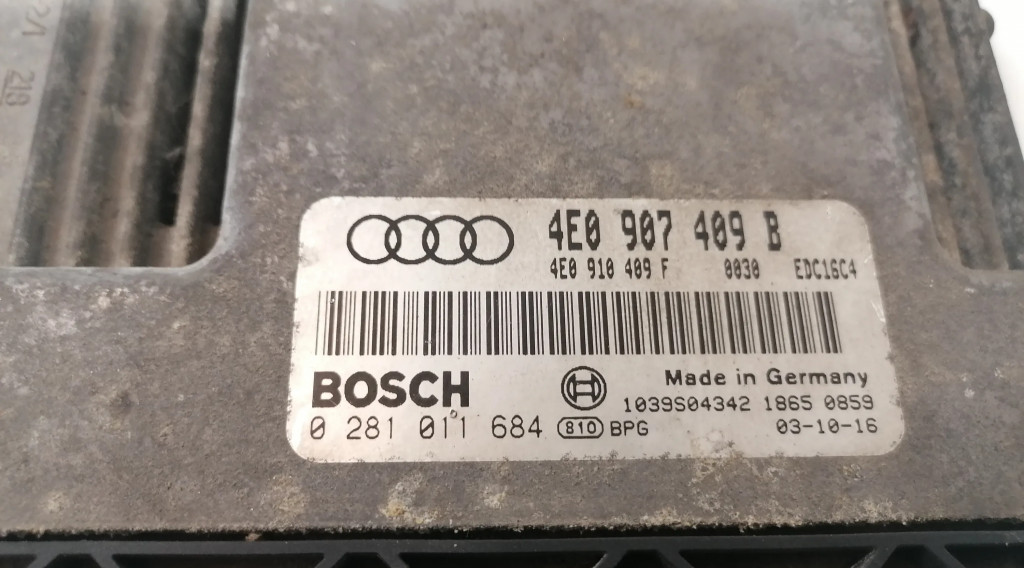 4E0 907 409 B
4E0 910 409 F 0030 EDC16C4
BOSCH
Made in Germany
1039S04342 1865 0859
0 281 011 684 810 BPG 03-10-16